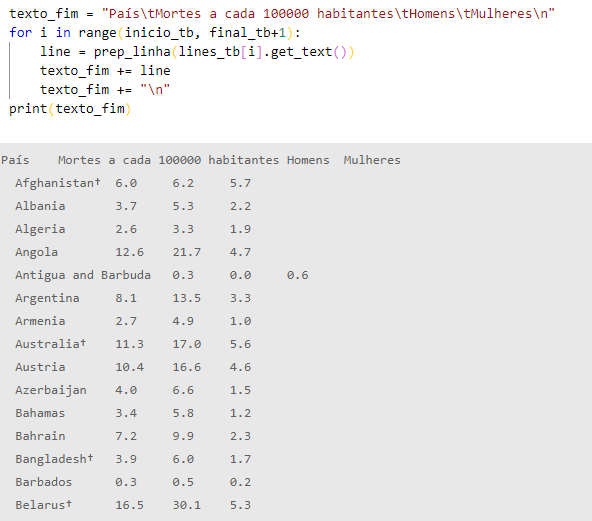 texto_fim = "País\tMortes a cada 100000 habitantes\tHomens\tMulheres\n"
for i in range(inicio_tb, final_tb+1):
    line = prep_linha(lines_tb[i].get_text())
    texto_fim += line
    texto_fim += "\n"
print(texto_fim)
País    Mortes a cada 100000 habitantes Homens  Mulheres
Afghanistan†  6.0     6.2     5.7
Albania       3.7     5.3     2.2
Algeria       2.6     3.3     1.9
Angola        12.6    21.7    4.7
Antigua and Barbuda   0.3     0.0     0.6
Argentina     8.1     13.5    3.3
Armenia       2.7     4.9     1.0
Australia†    11.3    17.0    5.6
Austria       10.4    16.6    4.6
Azerbaijan    4.0     6.6     1.5
Bahamas       3.4     5.8     1.2
Bahrain       7.2     9.9     2.3
Bangladesh†   3.9     6.0     1.7
Barbados      0.3     0.5     0.2
Belarus†      16.5    30.1    5.3